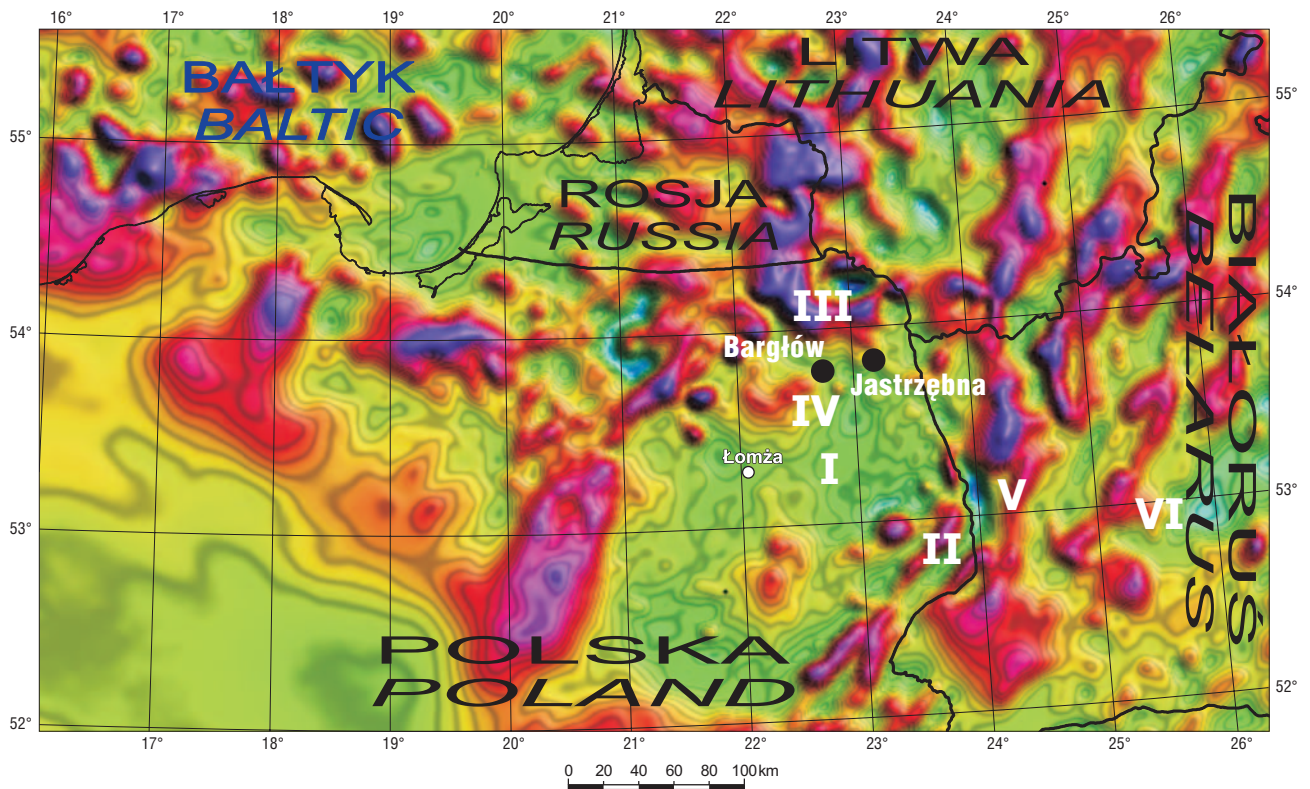 16° 17° 18° 19° 20° 21° 22° 23° 24° 25° 26°
BAŁTYK
BALTIC
LITWA
LITHUANIA
55° 55°
ROSJA
RUSSIA
BIAŁORUŚ
BELARUS
54° 54°
III
Bargłów
Jastrzębna
IV
Łomża
I
53° 53°
V
VI
II
POLSKA
POLAND
52° 52°
17° 18° 19° 20° 21° 22° 23° 24° 25° 26°
0 20 40 60 80 100 km